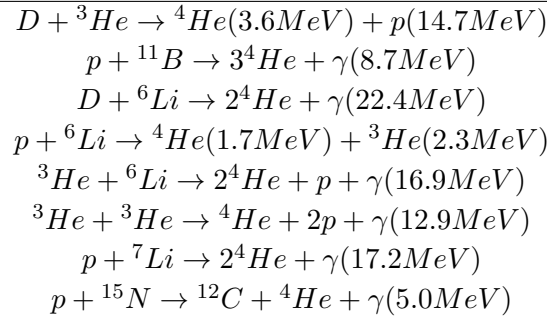 D + ³He → ⁴He(3.6MeV) + p(14.7MeV)
p + ¹¹B → 3⁴He + γ(8.7MeV)
D + ⁶Li → 2⁴He + γ(22.4MeV)
p + ⁶Li → ⁴He(1.7MeV) + ³He(2.3MeV)
³He + ⁶Li → 2⁴He + p + γ(16.9MeV)
³He + ³He → ⁴He + 2p + γ(12.9MeV)
p + ⁷Li → 2⁴He + γ(17.2MeV)
p + ¹⁵N → ¹²C + ⁴He + γ(5.0MeV)